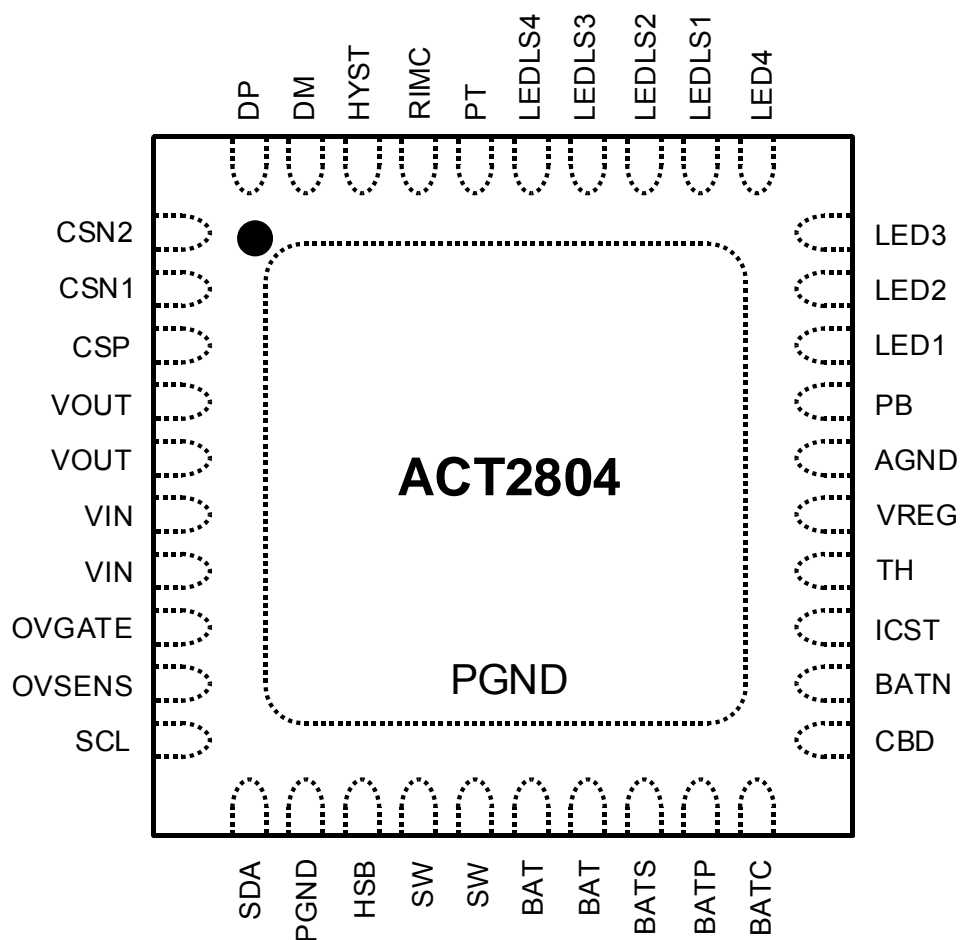 DP
DM
HYST
RIMC
PT
LEDLS4
LEDLS3
LEDLS2
LEDLS1
LED4
CSN2
CSN1
CSP
VOUT
VOUT
VIN
VIN
OVGATE
OVSENS
SCL
ACT2804
PGND
LED3
LED2
LED1
PB
AGND
VREG
TH
ICST
BATN
CBD
SDA
PGND
HSB
SW
SW
BAT
BAT
BATS
BATP
BATC